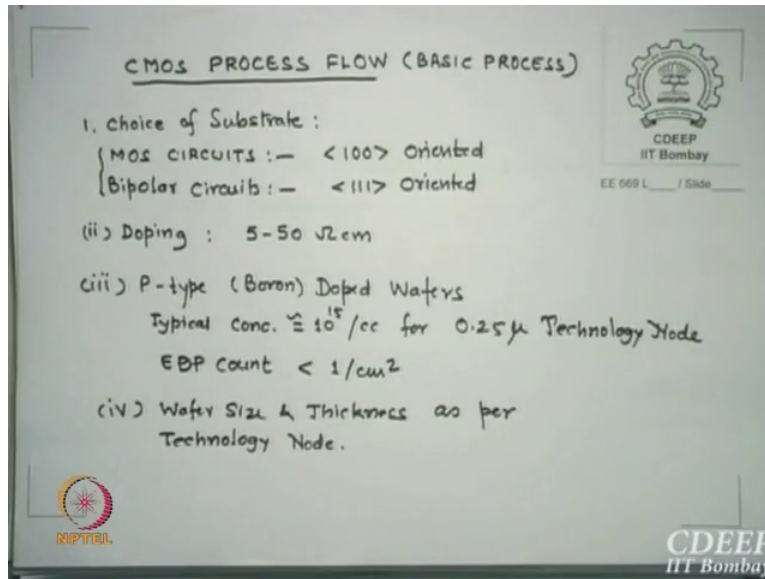 CMOS PROCESS FLOW (BASIC PROCESS)
1. Choice of Substrate :
MOS CIRCUITS :- <100> Oriented
Bipolar Circuits :- <111> Oriented
(ii) Doping : 5-50 Ωcm
(iii) P-type (Boron) Doped Wafers
Typical Conc. ≅ 10^15/cc for 0.25μ Technology Node
EBP Count < 1/cm²
(iv) Wafer Size & Thickness as per
Technology Node.
CDEEP
IIT Bombay
EE 669 L____ / Slide____
NPTEL
CDEEP
IIT Bombay